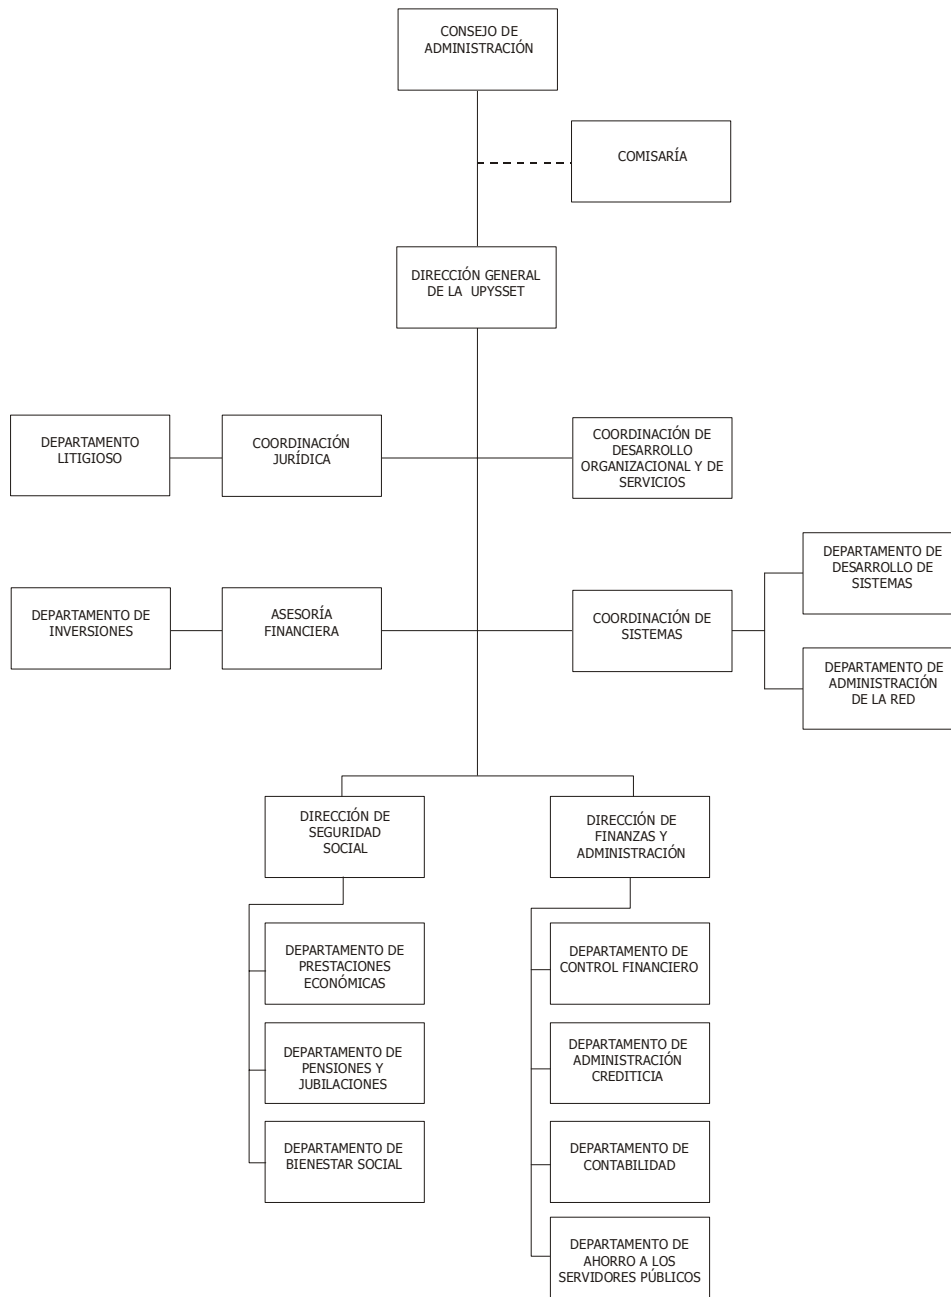 CONSEJO DE
ADMINISTRACIÓN
COMISARÍA
DIRECCIÓN GENERAL
DE LA UPYSSET
DEPARTAMENTO
LITIGIOSO
COORDINACIÓN
JURÍDICA
COORDINACIÓN DE
DESARROLLO
ORGANIZACIONAL Y DE
SERVICIOS
DEPARTAMENTO DE
INVERSIONES
ASESORÍA
FINANCIERA
COORDINACIÓN DE
SISTEMAS
DEPARTAMENTO DE
DESARROLLO DE
SISTEMAS
DEPARTAMENTO DE
ADMINISTRACIÓN
DE LA RED
DIRECCIÓN DE
SEGURIDAD
SOCIAL
DIRECCIÓN DE
FINANZAS Y
ADMINISTRACIÓN
DEPARTAMENTO DE
PRESTACIONES
ECONÓMICAS
DEPARTAMENTO DE
PENSIONES Y
JUBILACIONES
DEPARTAMENTO DE
BIENESTAR SOCIAL
DEPARTAMENTO DE
CONTROL FINANCIERO
DEPARTAMENTO DE
ADMINISTRACIÓN
CREDITICIA
DEPARTAMENTO DE
CONTABILIDAD
DEPARTAMENTO DE
AHORRO A LOS
SERVIDORES PÚBLICOS